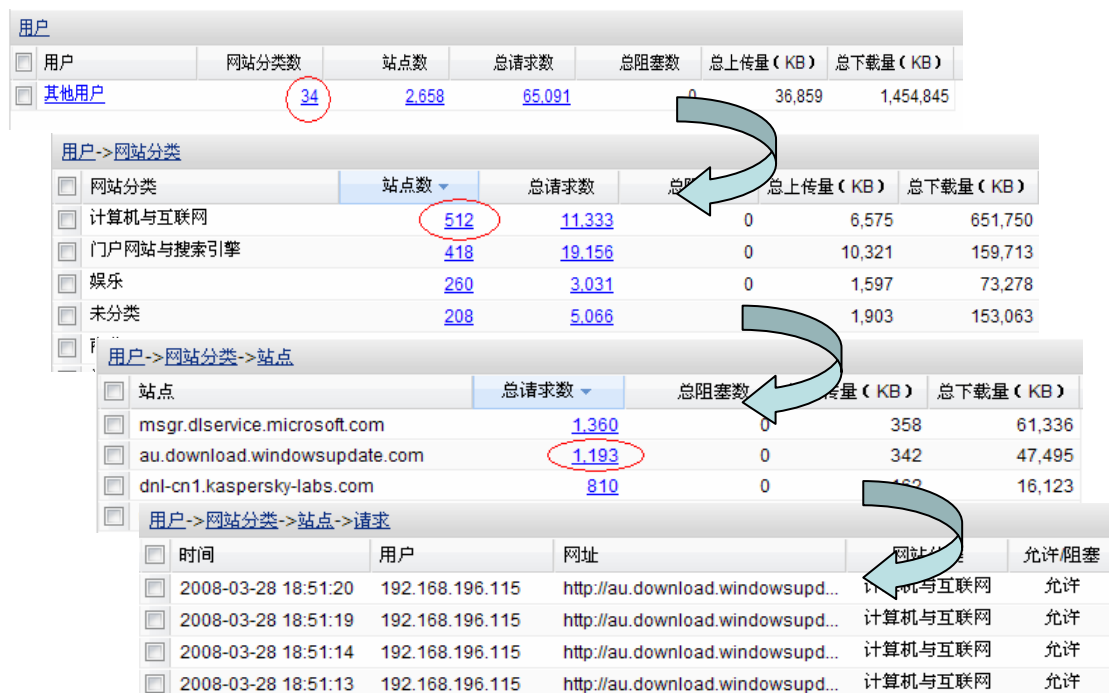 用户
用户 网站分类数 站点数 总请求数 总阻塞数 总上传量(KB) 总下载量(KB)
其他用户 34 2,658 65,091 0 36,859 1,454,845
用户->网站分类
网站分类 站点数 总请求数 总上传量(KB) 总下载量(KB)
计算机与互联网 512 11,333 0 6,575 651,750
门户网站与搜索引擎 418 19,156 0 10,321 159,713
娱乐 260 3,031 0 1,597 73,278
未分类 208 5,066 0 1,903 153,063
用户->网站分类->站点
站点 总请求数 总阻塞数 传量(KB) 总下载量(KB)
msgr.dlservice.microsoft.com 1,360 0 358 61,336
au.download.windowsupdate.com 1,193 0 342 47,495
dnl-cn1.kaspersky-labs.com 810 0 162 16,123
用户->网站分类->站点->请求
时间 用户 网址 允许/阻塞
2008-03-28 18:51:20 192.168.196.115 http://au.download.windowsupd... 计算机与互联网 允许
2008-03-28 18:51:19 192.168.196.115 http://au.download.windowsupd... 计算机与互联网 允许
2008-03-28 18:51:14 192.168.196.115 http://au.download.windowsupd... 计算机与互联网 允许
2008-03-28 18:51:13 192.168.196.115 http://au.download.windowsupd... 计算机与互联网 允许